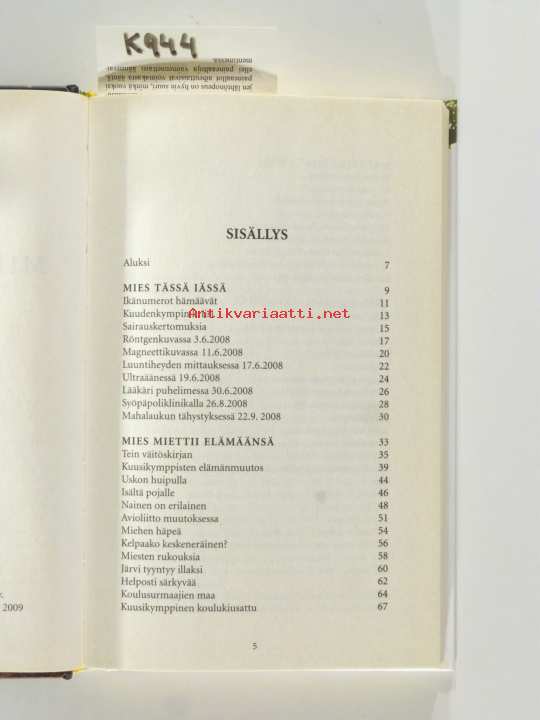 K944
SISÄLLYS
Aluksi 7
MIES TÄSSÄ IÄSSÄ 9
Ikänumerot hämäävät 11
Kuudenkympin 13
Antikvariaatti.net
Sairauskertomuksia 15
Röntgenkuvassa 3.6.2008 17
Magneettikuvassa 11.6.2008 20
Luuntiheyden mittauksessa 17.6.2008 22
Ultraäänessä 19.6.2008 24
Lääkäri puhelimessa 30.6.2008 26
Syöpäpoliklinikalla 26.8.2008 28
Mahalaukun tähystyksessä 22.9. 2008 30
MIES MIETTII ELÄMÄÄNSÄ 33
Tein väitöskirjan 35
Kuusikymppisten elämänmuutos 39
Uskon huipulla 44
Isältä pojalle 46
Nainen on erilainen 48
Avioliitto muutoksessa 51
Miehen häpeä 54
Kelpaako keskeneräinen? 56
Miesten rukouksia 58
Järvi tyyntyy illaksi 60
Helposti särkyvää 62
Koulusurmaajien maa 64
Kuusikymppinen koulukiusattu 67
5
2009